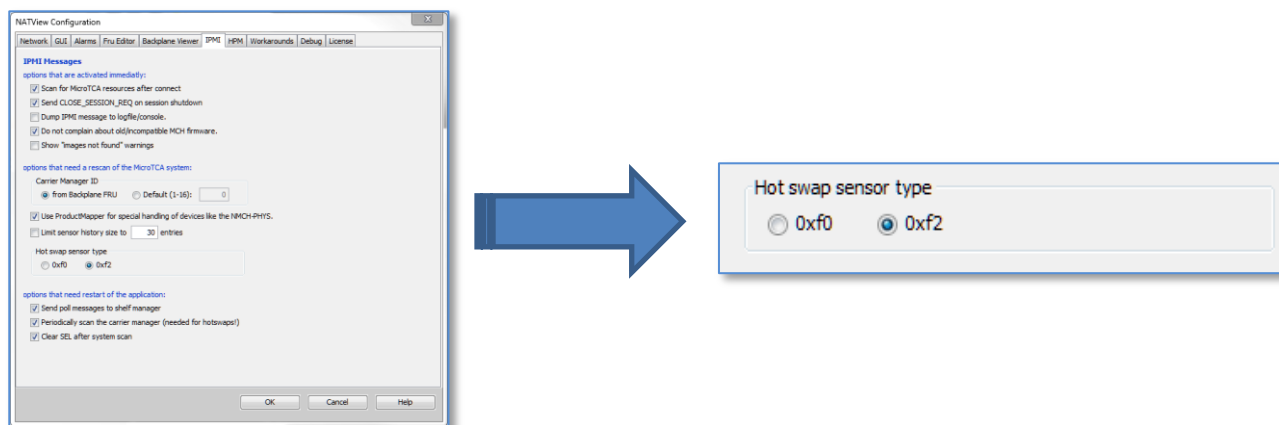 NATView Configuration
X
Network GUI Alarms Fru Editor Backplane Viewer IPMI HPM Workarounds Debug License
IPMI Messages
options that are activated immediatly:
Scan for MicroTCA resources after connect
Send CLOSE_SESSION_REQ on session shutdown
Dump IPMI message to logfile/console.
Do not complain about old/incompatible MCH firmware.
Show "images not found" warnings
options that need a rescan of the MicroTCA system:
Carrier Manager ID
from Backplane FRU Default (1-16): 0
Use ProductMapper for special handling of devices like the NMCH-PHYS.
Limit sensor history size to 30 entries
Hot swap sensor type
0xf0 0xf2
options that need restart of the application:
Send poll messages to shelf manager
Periodically scan the carrier manager (needed for hotswaps!)
Clear SEL after system scan
OK Cancel Help
Hot swap sensor type
0xf0 0xf2